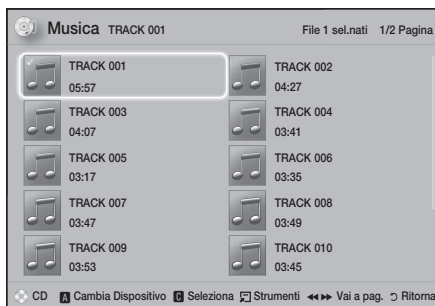 Musica TRACK 001 File 1 sel.nati 1/2 Pagina
TRACK 001 TRACK 002
05:57 04:27
TRACK 003 TRACK 004
04:07 03:41
TRACK 005 TRACK 006
03:17 03:35
TRACK 007 TRACK 008
03:47 03:49
TRACK 009 TRACK 010
03:53 03:45
CD A Cambia Dispositivo C Seleziona Strumenti Vai a pag. Ritorna